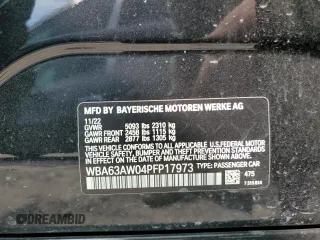 MFD BY BAYERISCHE MOTOREN WERKE AG
11/22
GVWR 5093 lbs 2310 kg
GAWR FRONT 2458 lbs 1115 kg
GAWR REAR 2877 lbs 1305 kg
THIS VEHICLE CONFORMS TO ALL APPLICABLE U.S. FEDERAL MOTOR
VEHICLE SAFETY, BUMPER, AND THEFT PREVENTION STANDARDS IN
EFFECT ON THE DATE OF MANUFACTURE SHOWN ABOVE.
WBA63AW04PFP17973 TYPE: PASSENGER CAR
475
DREAMBID